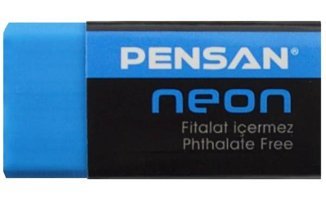 PENSAN®
neon
Fitalat içermez
Phthalate Free